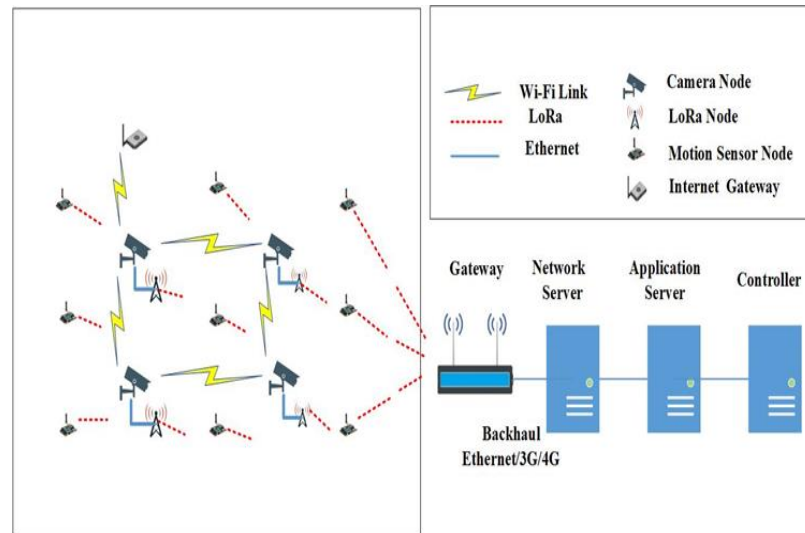 Wi-Fi Link
LoRa
Ethernet
Camera Node
LoRa Node
Motion Sensor Node
Internet Gateway
Gateway
Network
Server
Application
Server
Controller
Backhaul
Ethernet/3G/4G